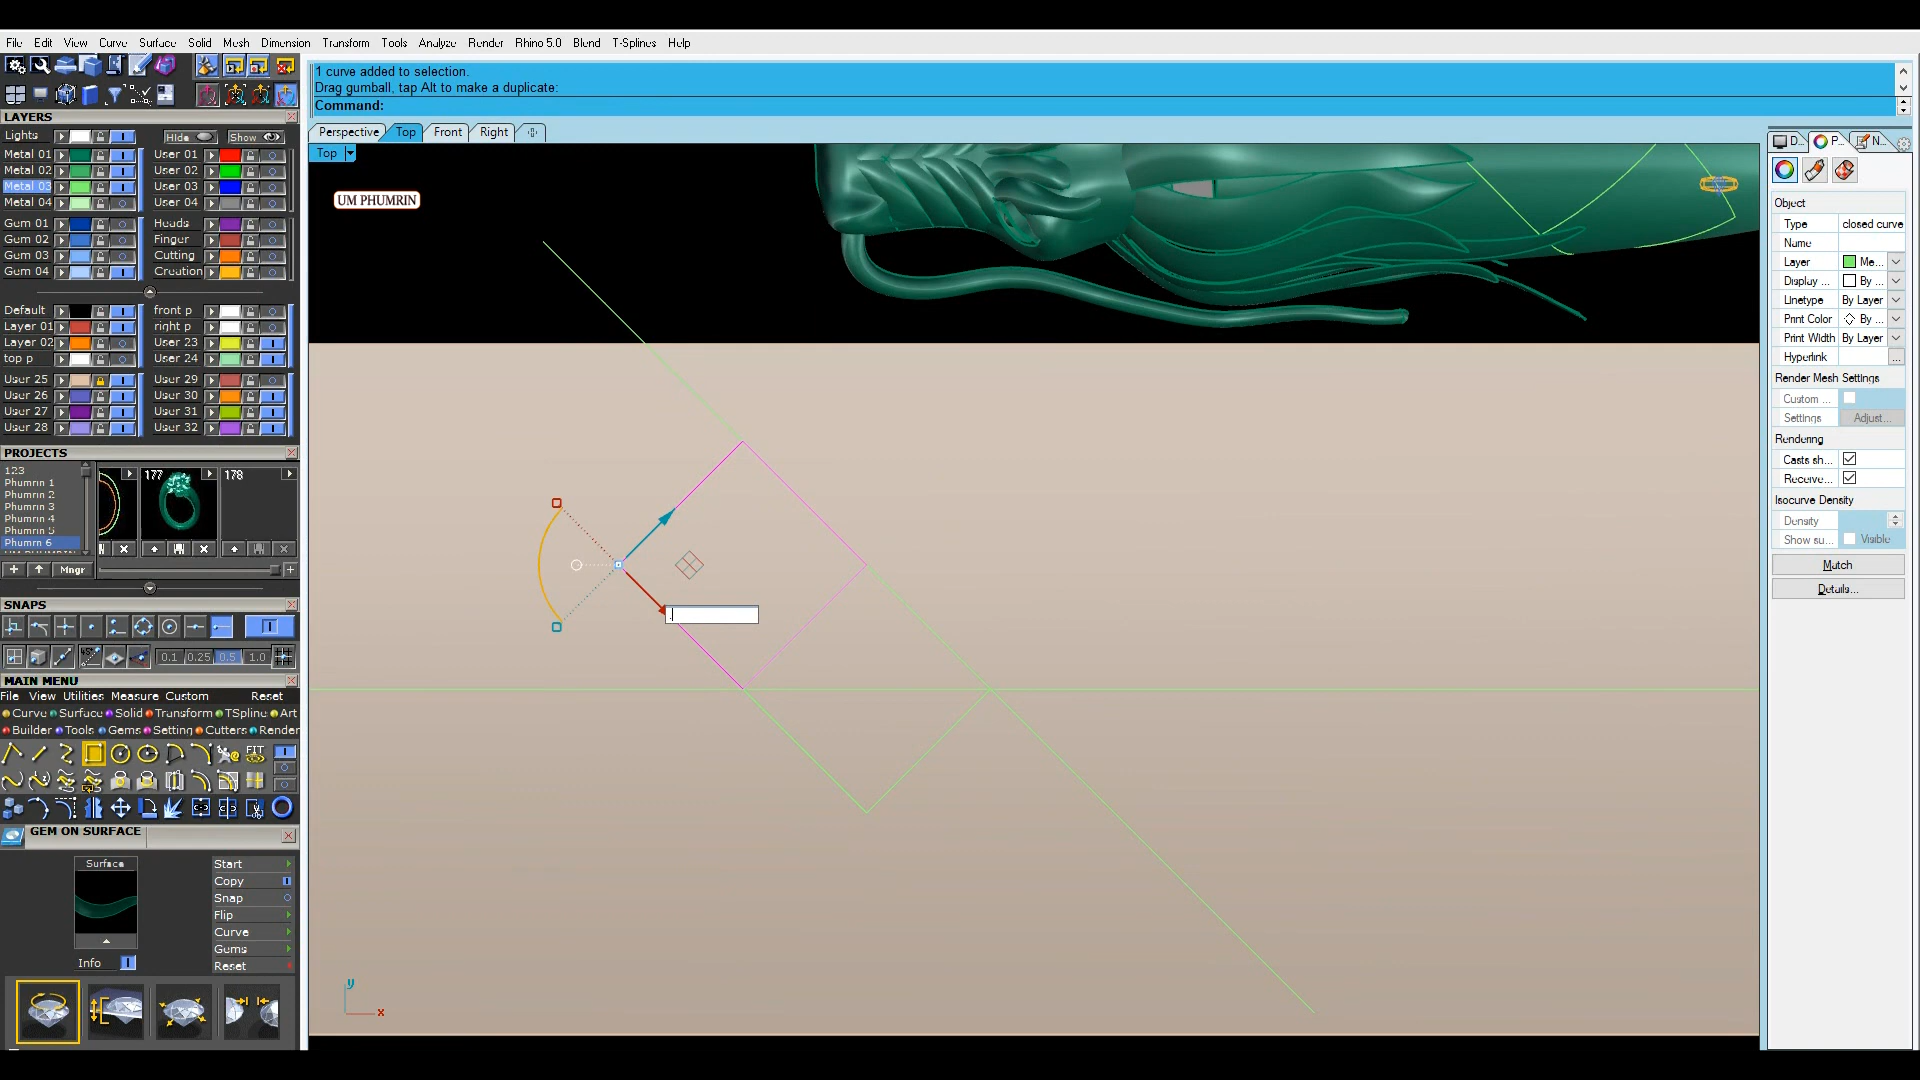 File Edit View Curve Surface Solid Mesh Dimension Transform Tools Analyze Render Rhino 5.0 Blend T-Splines Help
1 curve added to selection.
Drag gumball, tap Alt to make a duplicate:
Command:
Perspective Top Front Right
Top
UM PHUMRIN
LAYERS
Lights Hide Show
Metal 01 User 01
Metal 02 User 02
Metal 03 User 03
Metal 04 User 04
Gem 01 Heads
Gem 02 Finger
Gem 03 Cutting
Gem 04 Creation
Default front p
Layer 01 right p
Layer 02 User 23
top p User 24
User 25 User 29
User 26 User 30
User 27 User 31
User 28 User 32
PROJECTS
123
Phumrin 1
Phumrin 2
Phumrin 3
Phumrin 4
Phumrin 5
Phumrn 6
177 178
Mngr
SNAPS
0.1 0.25 0.5 1.0
MAIN MENU
File View Utilities Measure Custom Reset
Curve Surface Solid Transform TSpline Art
Builder Tools Gems Setting Cutters Render
FIT
GEM ON SURFACE
Surface
Start
Copy
Snap
Flip
Curve
Gems
Reset
Info
y
x
D... P... N...
Object
Type closed curve
Name
Layer Me...
Display ... By ...
Linetype By Layer
Print Color By ...
Print Width By Layer
Hyperlink ...
Render Mesh Settings
Custom ...
Settings Adjust...
Rendering
Casts sh...
Receive...
Isocurve Density
Density
Show su... Visible
Match
Details...